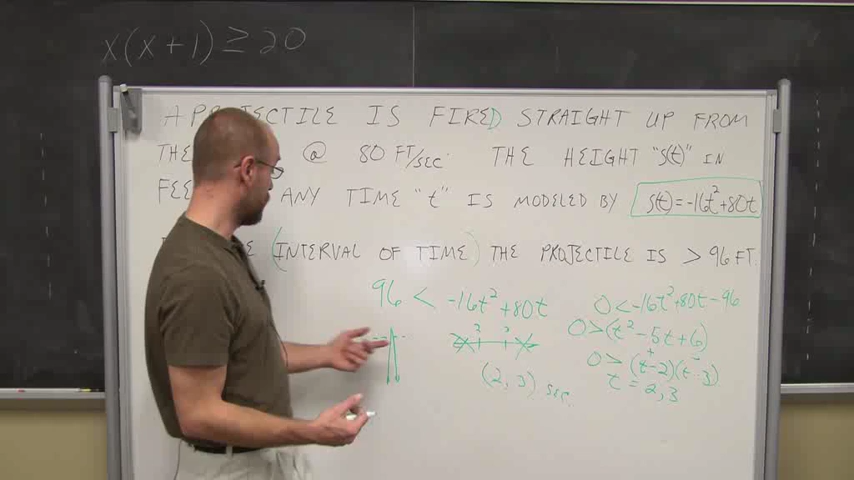 x(x+1) ≥ 20
A PROJECTILE IS FIRED STRAIGHT UP FROM
THE @ 80 FT/SEC. THE HEIGHT "s(t)" IN
ANY TIME "t" IS MODELED BY s(t)=-16t²+80t
(INTERVAL OF TIME) THE PROJECTILE IS > 96 FT.
96 < -16t²+80t
0<-16t²+80t-96
0>(t²-5t+6)
2 3
0> (t-2)(t-3)
+ -
(2, 3) sec.
t = 2, 3